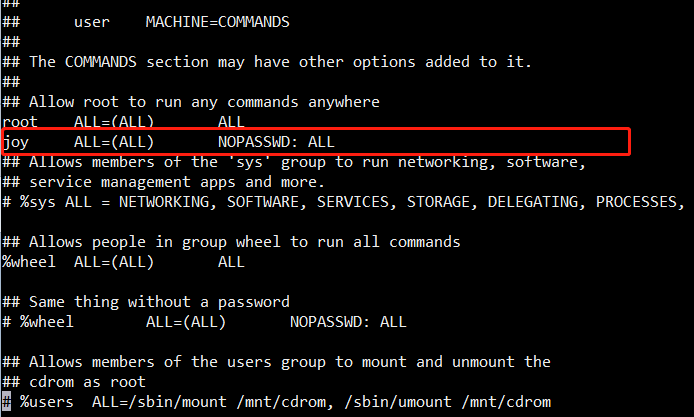 ##
##      user    MACHINE=COMMANDS
##
## The COMMANDS section may have other options added to it.
##
## Allow root to run any commands anywhere
root    ALL=(ALL)       ALL
joy     ALL=(ALL)       NOPASSWD: ALL
## Allows members of the 'sys' group to run networking, software,
## service management apps and more.
# %sys ALL = NETWORKING, SOFTWARE, SERVICES, STORAGE, DELEGATING, PROCESSES,
## Allows people in group wheel to run all commands
%wheel  ALL=(ALL)       ALL
## Same thing without a password
# %wheel        ALL=(ALL)       NOPASSWD: ALL
## Allows members of the users group to mount and unmount the
## cdrom as root
# %users  ALL=/sbin/mount /mnt/cdrom, /sbin/umount /mnt/cdrom